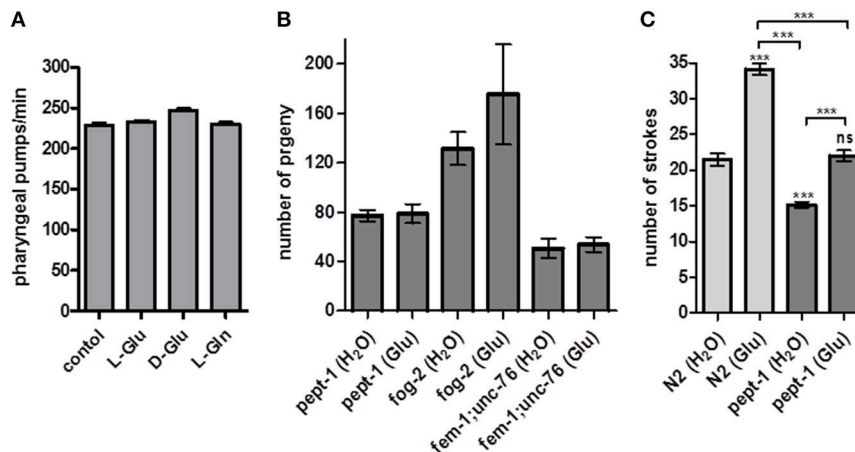 A
pharyngeal pumps/min
300
250
200
150
100
50
0
contol
L-Glu
D-Glu
L-Gln
B
number of prgeny
200
160
120
80
40
0
pept-1 (H₂O)
pept-1 (Glu)
fog-2 (H₂O)
fog-2 (Glu)
fem-1;unc-76 (H₂O)
fem-1;unc-76 (Glu)
C
number of strokes
35
30
25
20
15
10
5
0
***
***
***
***
ns
***
N2 (H₂O)
N2 (Glu)
pept-1 (H₂O)
pept-1 (Glu)